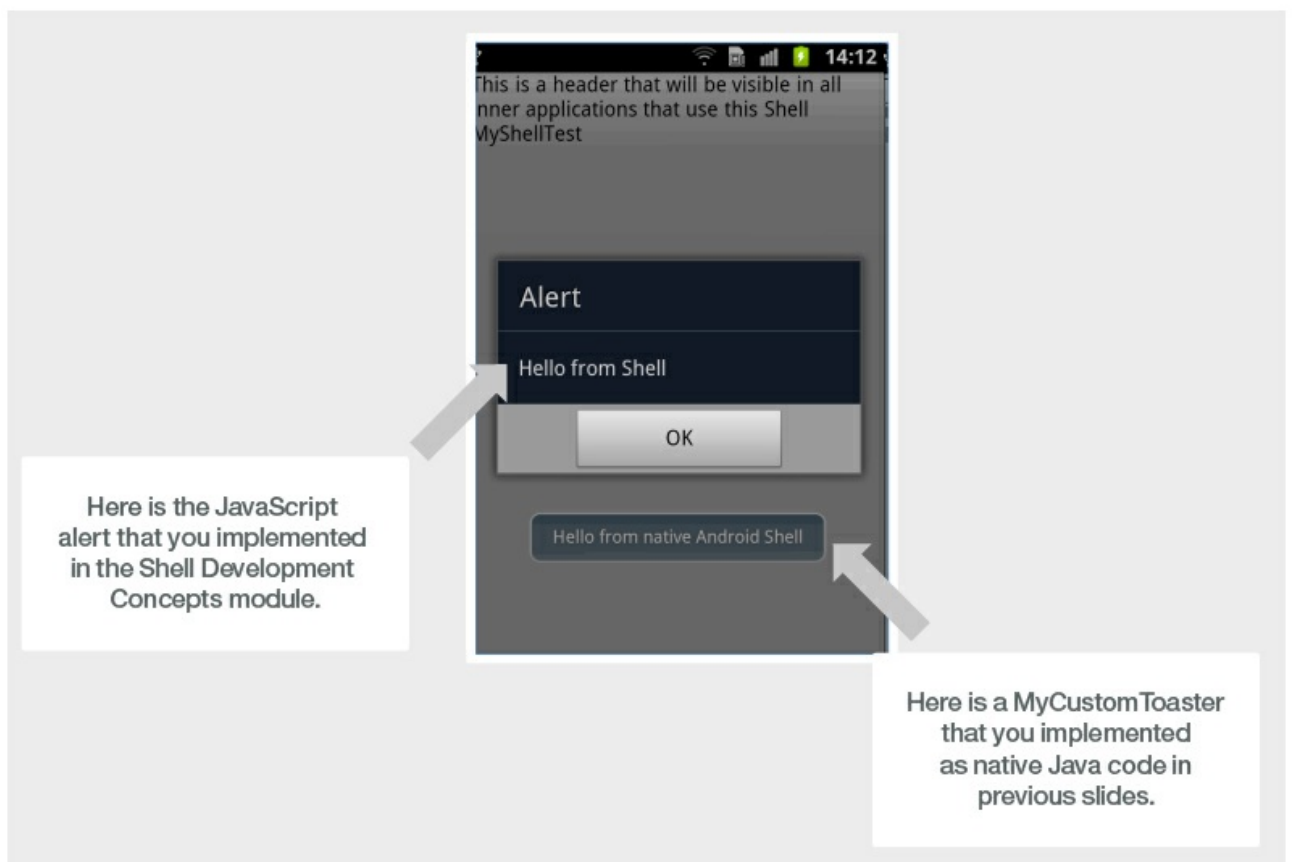 14:12
This is a header that will be visible in all
inner applications that use this Shell
MyShellTest
Alert
Hello from Shell
OK
Hello from native Android Shell
Here is the JavaScript
alert that you implemented
in the Shell Development
Concepts module.
Here is a MyCustomToaster
that you implemented
as native Java code in
previous slides.